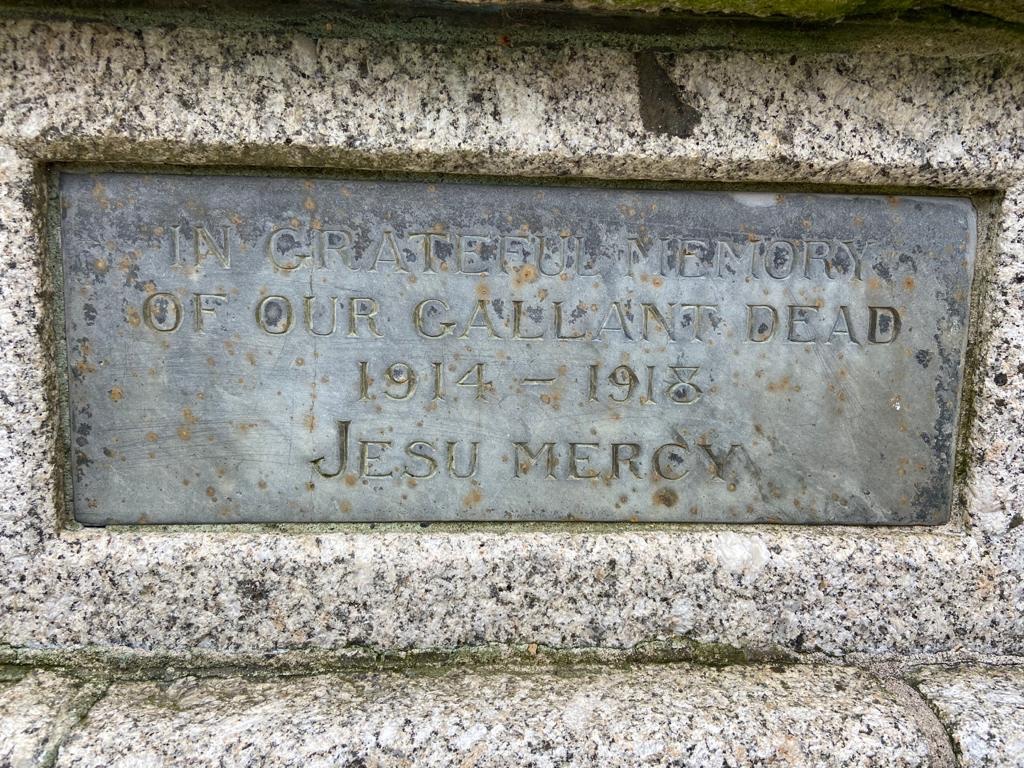 IN GRATEFUL MEMORY
OF OUR GALLANT DEAD
1914 – 1918
JESU MERCY